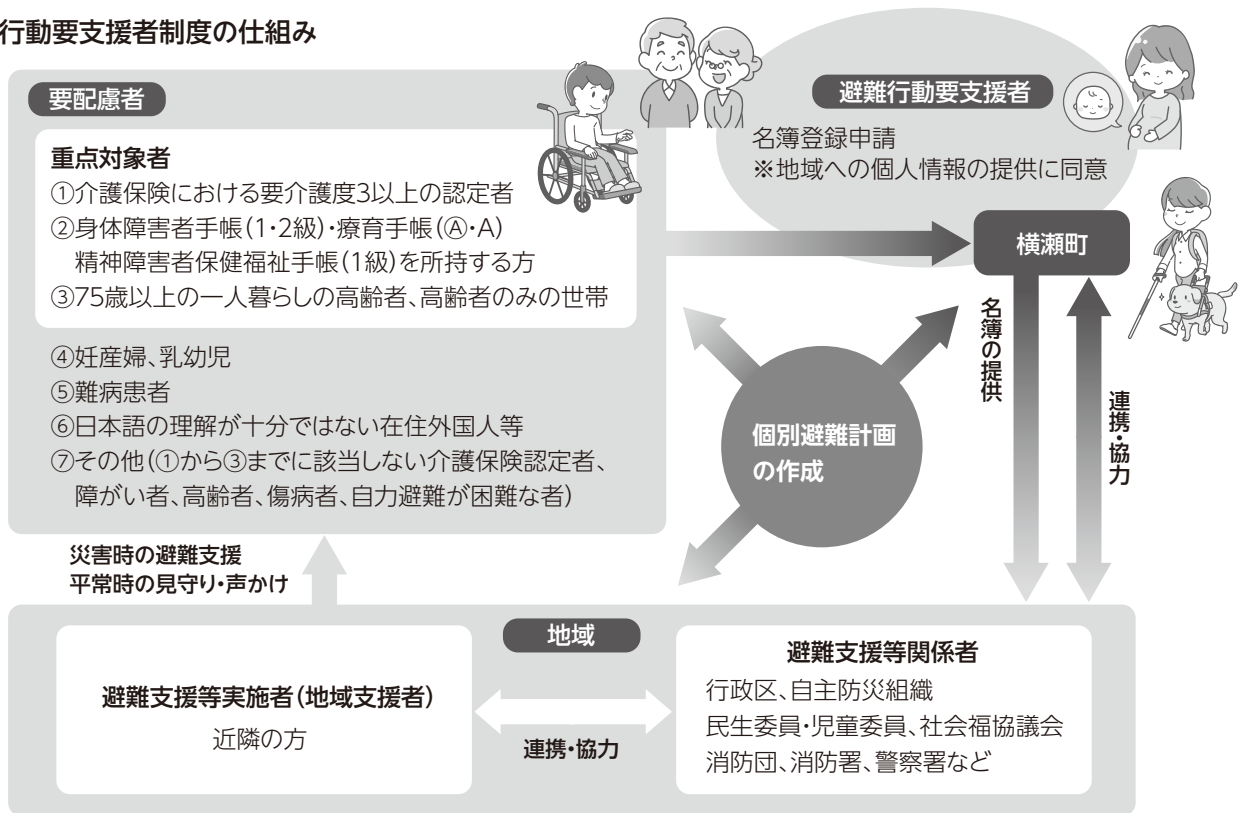 行動要支援者制度の仕組み
要配慮者
重点対象者
①介護保険における要介護度3以上の認定者
②身体障害者手帳(1・2級)・療育手帳(Ⓐ・A)
精神障害者保健福祉手帳(1級)を所持する方
③75歳以上の一人暮らしの高齢者、高齢者のみの世帯
④妊産婦、乳幼児
⑤難病患者
⑥日本語の理解が十分ではない在住外国人等
⑦その他(①から③までに該当しない介護保険認定者、
障がい者、高齢者、傷病者、自力避難が困難な者)
避難行動要支援者
名簿登録申請
※地域への個人情報の提供に同意
横瀬町
名簿の提供
連携・協力
個別避難計画
の作成
災害時の避難支援
平常時の見守り・声かけ
地域
避難支援等実施者(地域支援者)
近隣の方
連携・協力
避難支援等関係者
行政区、自主防災組織
民生委員・児童委員、社会福祉協議会
消防団、消防署、警察署など